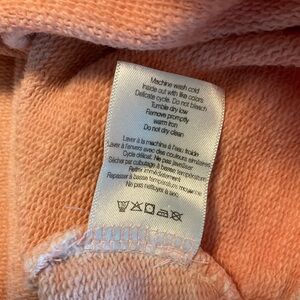 Machine wash cold
Inside out with like colors
Delicate cycle. Do not bleach
Tumble dry low
Remove promptly
warm iron
Do not dry clean
Laver à la machine à l'eau froide
à l'envers avec des couleurs similaires
Cycle délicat. Ne pas javelliser
Sécher par culbutage à basse température
Retirer immédiatement
Repasser à basse température moyenne
Ne pas nettoyer à sec